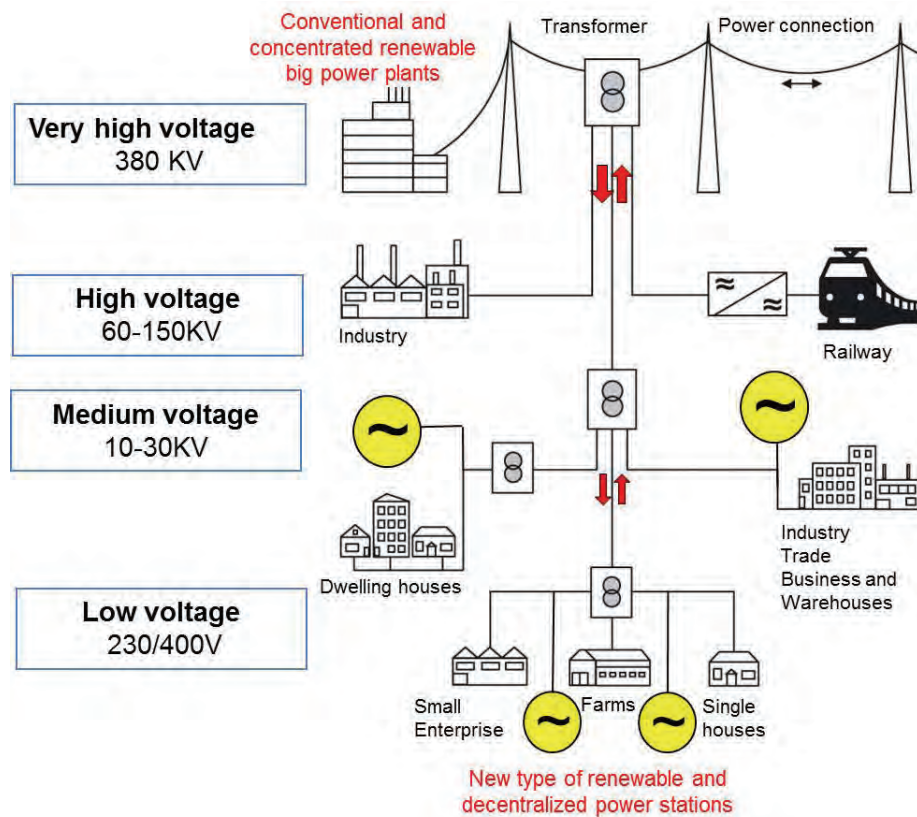 Conventional and
concentrated renewable
big power plants
Transformer
Power connection
Very high voltage
380 KV
High voltage
60-150KV
Industry
Railway
Medium voltage
10-30KV
~
~
Dwelling houses
Industry
Trade
Business and
Warehouses
Low voltage
230/400V
Small
Enterprise
Farms
Single
houses
~
~
New type of renewable and
decentralized power stations